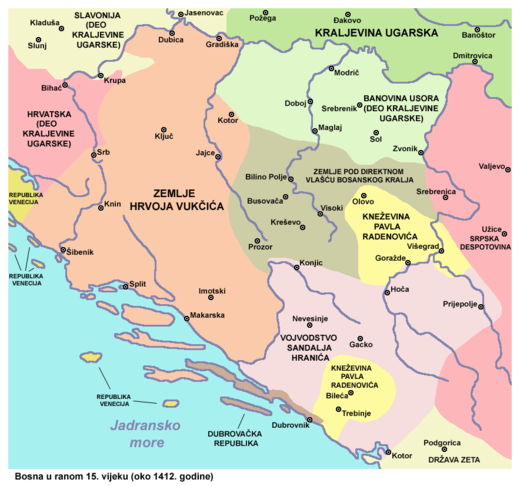 Kladuša
SLAVONIJA
(DEO
KRALJEVINE
UGARSKE)
Slunj
Jasenovac
Dubica
Gradiška
Požega
Đakovo
KRALJEVINA UGARSKA
Banoštor
Dmitrovica
Bihać
Krupa
HRVATSKA
(DEO
KRALJEVINE
UGARSKE)
Ključ
Kotor
Jajce
Modrič
Doboj
Srebrenik
BANOVINA USORA
(DEO KRALJEVINE
UGARSKE)
Maglaj
Sol
Zvonik
Valjevo
Srb
REPUBLIKA
VENECIJA
Knin
ZEMLJE
HRVOJA VUKČIĆA
Bilino Polje
ZEMLJE POD DIREKTNOM
VLAŠĆU BOSANSKOG KRALJA
Busovača
Visoki
Olovo
Srebrenica
Kreševo
KNEŽEVINA
PAVLA
RADENOVIĆA
Užice
SRPSKA
DESPOTOVINA
Višegrad
Prozor
Goražde
Šibenik
REPUBLIKA
VENECIJA
Konjic
Split
Imotski
Hoča
Prijepolje
Makarska
Nevesinje
VOJVODSTVO
SANDALJA
HRANIĆA
Gacko
KNEŽEVINA
PAVLA
RADENOVIĆA
Bileća
Trebinje
REPUBLIKA
VENECIJA
Jadransko
more
DUBROVAČKA
REPUBLIKA
Dubrovnik
Kotor
Podgorica
DRŽAVA ZETA
Bosna u ranom 15. vijeku (oko 1412. godine)